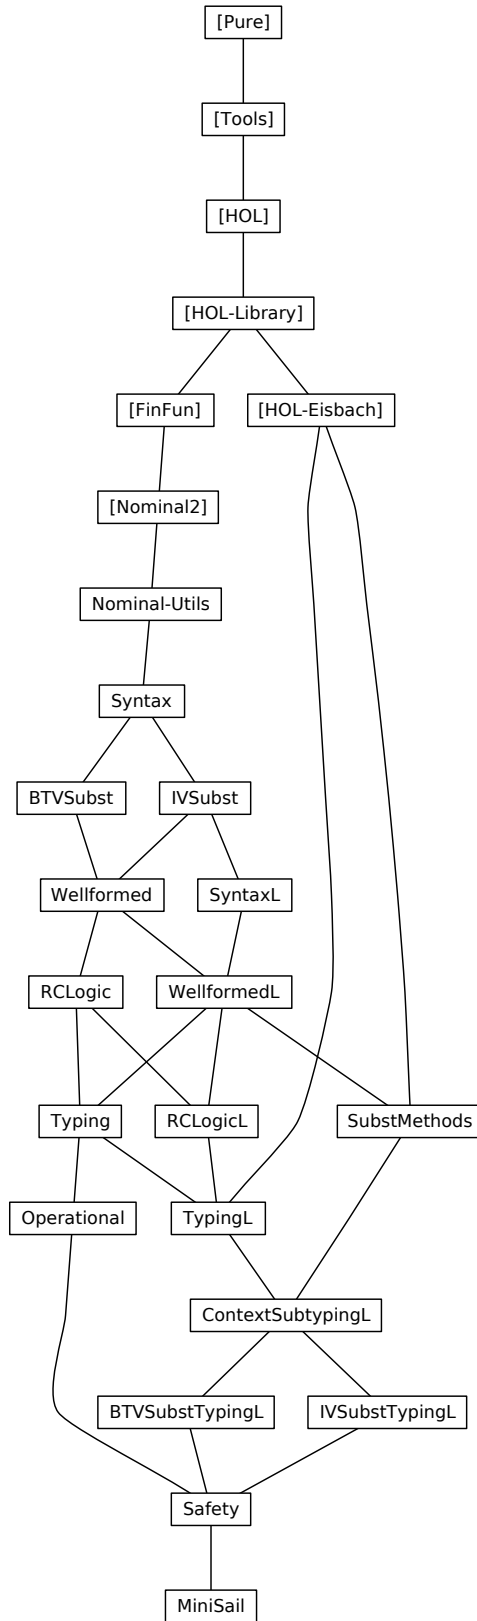 [Pure]
[Tools]
[HOL]
[HOL-Library]
[FinFun]
[HOL-Eisbach]
[Nominal2]
Nominal-Utils
Syntax
BTVSubst
IVSubst
Wellformed
SyntaxL
RCLogic
WellformedL
Typing
RCLogicL
SubstMethods
Operational
TypingL
ContextSubtypingL
BTVSubstTypingL
IVSubstTypingL
Safety
MiniSail